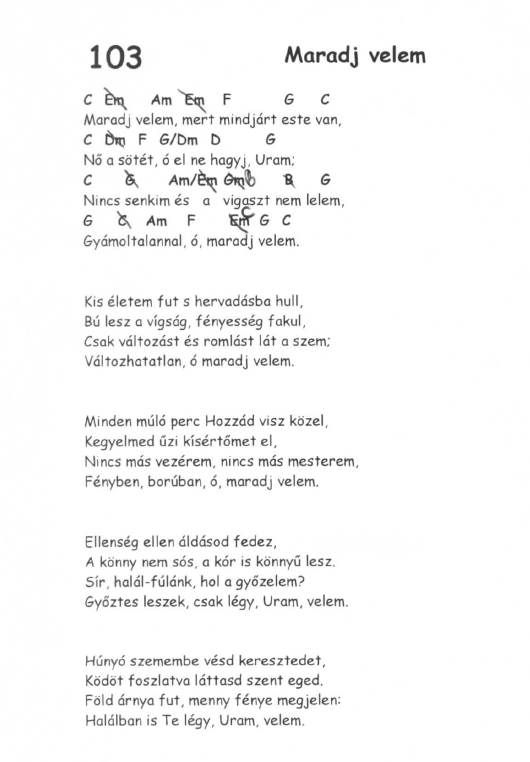 103 Maradj velem
C Em Am Em F G C
Maradj velem, mert mindjárt este van,
C Dm F G/Dm D G
Nő a sötét, ó el ne hagyj, Uram;
C G Am/Em Gm B G
Nincs senkim és a vigaszt nem lelem,
G C Am F Em C G C
Gyámoltalannal, ó, maradj velem.
Kis életem fut s hervadásba hull,
Bú lesz a vígság, fényesség fakul,
Csak változást és romlást lát a szem;
Változhatatlan, ó maradj velem.
Minden múló perc Hozzád visz közel,
Kegyelmed űzi kísértőmet el,
Nincs más vezérem, nincs más mesterem,
Fényben, borúban, ó, maradj velem.
Ellenség ellen áldásod fedez,
A könny nem sós, a kór is könnyű lesz.
Sír, halál-fúlánk, hol a győzelem?
Győztes leszek, csak légy, Uram, velem.
Húnyó szemembe vésd keresztedet,
Ködöt foszlatva láttasd szent eged.
Föld árnya fut, menny fénye megjelen:
Halálban is Te légy, Uram, velem.